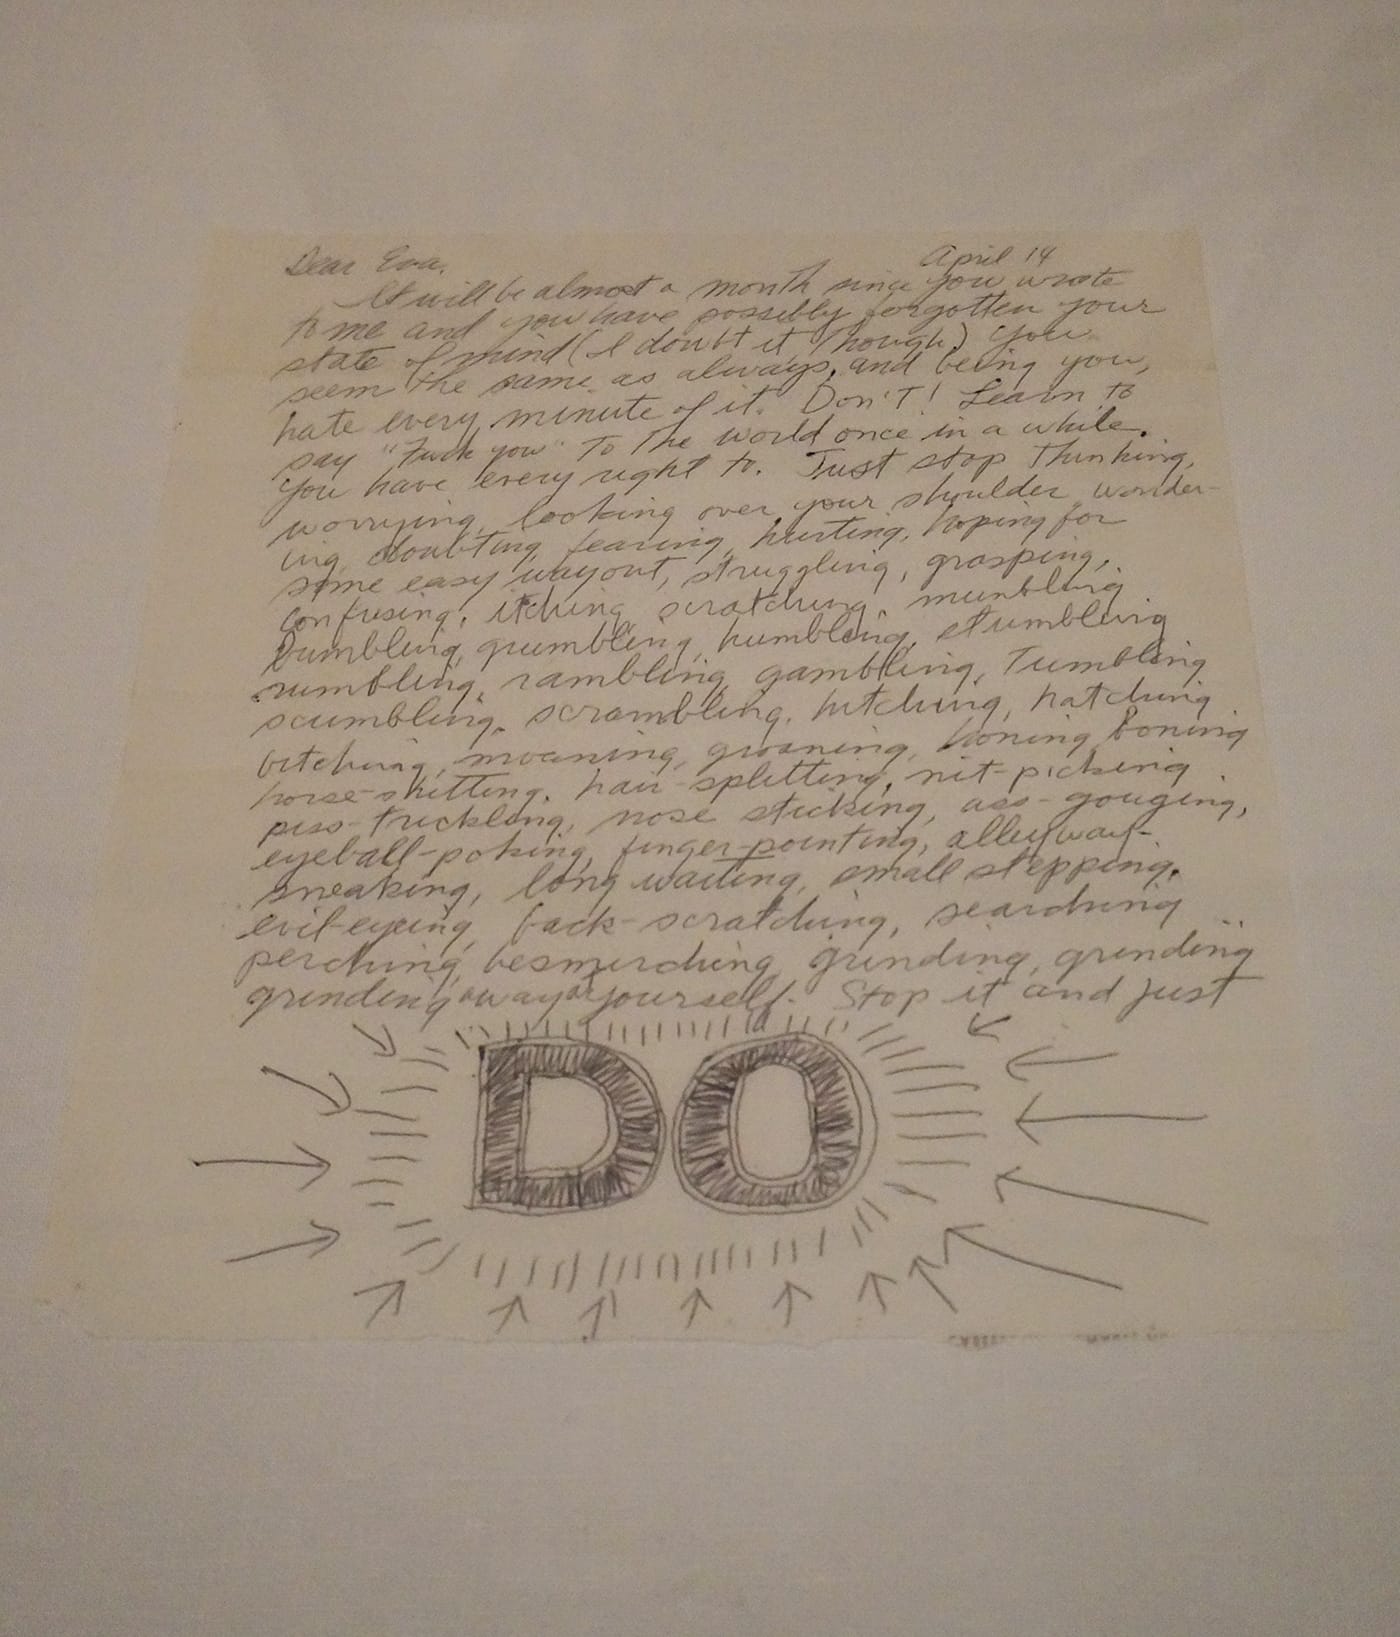 Dear Eva, April 14
It will be almost a month since you wrote
to me and you have possibly forgotten your
state of mind (I doubt it though). You
seem the same as always, and being you,
hate every minute of it. Don't! Learn to
say "Fuck you" to the world once in a while.
You have every right to. Just stop thinking,
worrying, looking over your shoulder wonder-
ing, doubting, fearing, hurting, hoping for
some easy way out, struggling, grasping,
confusing, itching, scratching, mumbling
bumbling, grumbling, humbling, stumbling
rumbling, rambling, gambling, tumbling
scumbling, scrambling, hitching, hatching
bitching, moaning, groaning, honing, boning
horse-shitting, hair-splitting, nit-picking
piss-trickling, nose sticking, ass-gouging,
eyeball-poking, finger-pointing, alleyway-
sneaking, long waiting, small stepping,
evil-eyeing, back-scratching, searching
perching, besmirching, grinding, grinding
grinding away at yourself. Stop it and just
DO